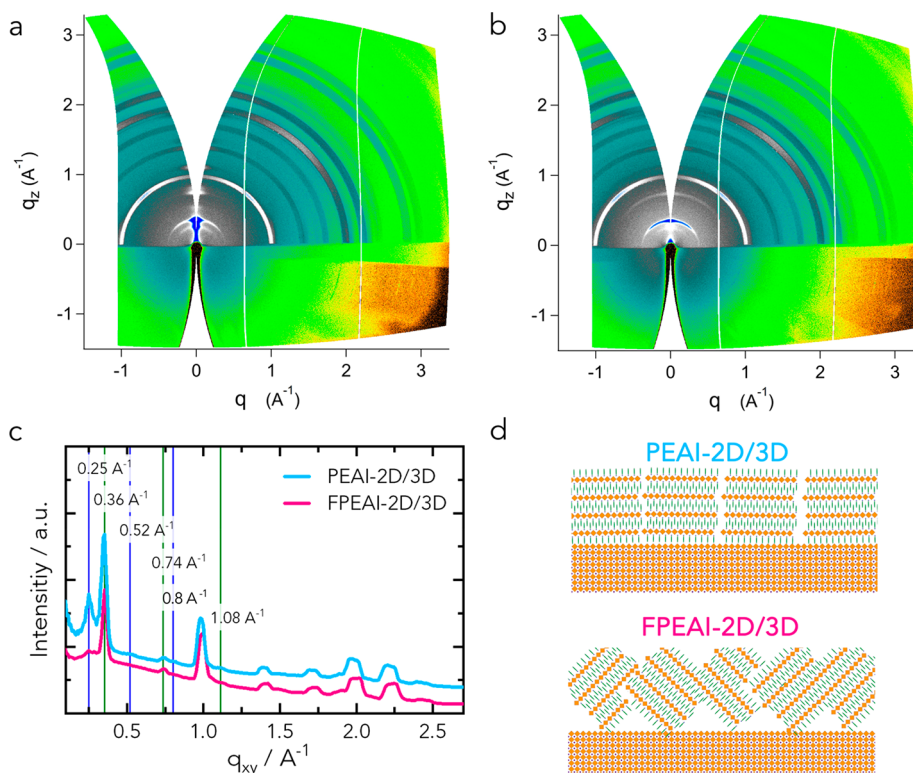 a
b
3
2
1
0
-1
q_z (A⁻¹)
-1 0 1 2 3
q (A⁻¹)
3
2
1
0
-1
q_z (A⁻¹)
-1 0 1 2 3
q (A⁻¹)
c
d
0.25 A⁻¹
0.36 A⁻¹
0.52 A⁻¹
0.74 A⁻¹
0.8 A⁻¹
1.08 A⁻¹
PEAI-2D/3D
FPEAI-2D/3D
Intensitiy / a.u.
0.5 1.0 1.5 2.0 2.5
q_xy / A⁻¹
PEAI-2D/3D
FPEAI-2D/3D